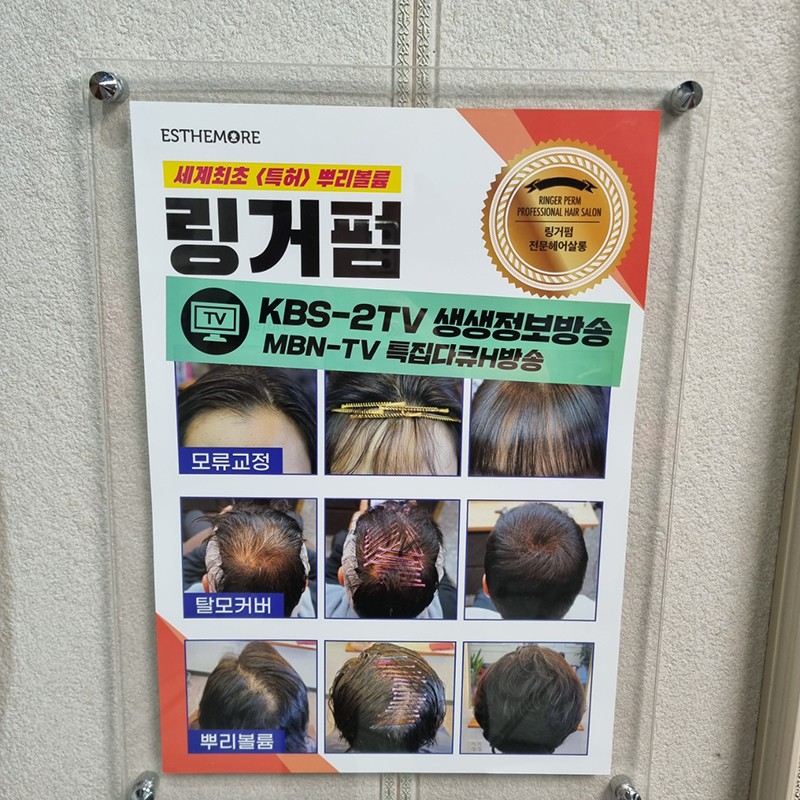 ESTHEMORE
세계최초 <특허> 뿌리볼륨
링거펌
RINGER PERM
PROFESSIONAL HAIR SALON
링거펌
전문헤어살롱
TV
KBS-2TV 생생정보방송
MBN-TV 특집다큐H방송
모류교정
탈모커버
뿌리볼륨